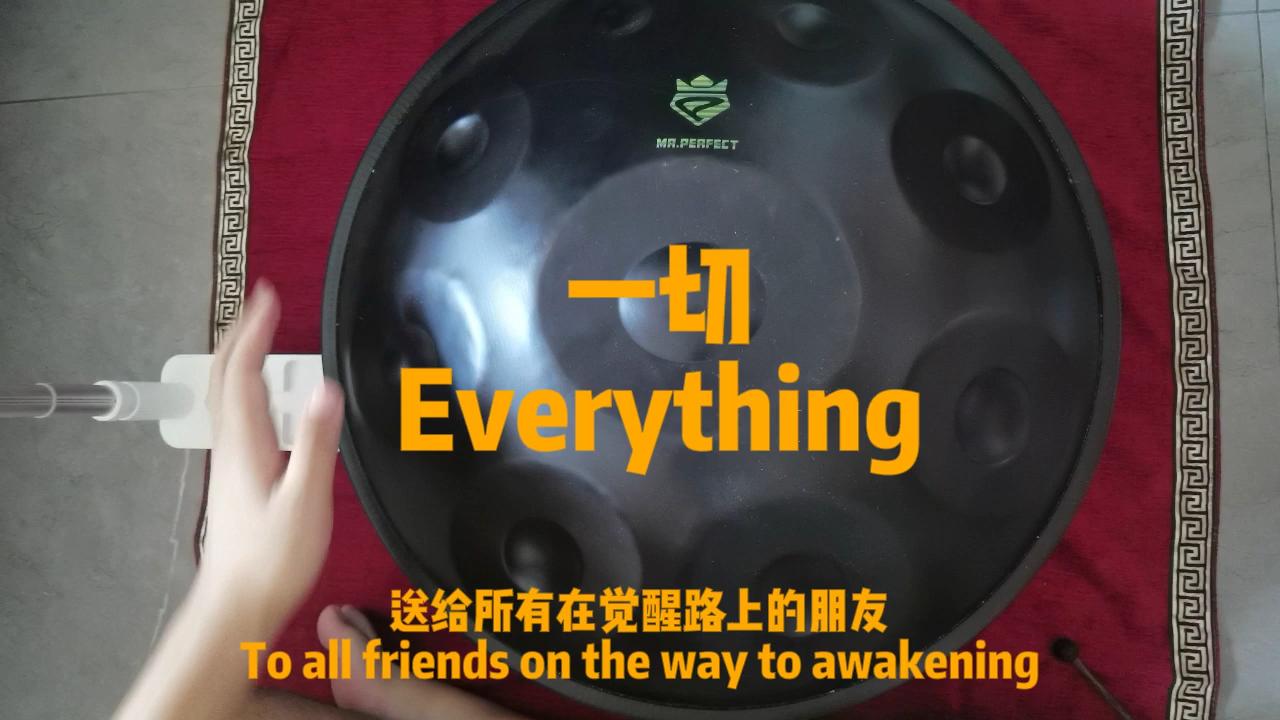 MR.PERFECT
一切
Everything
送给所有在觉醒路上的朋友
To all friends on the way to awakening